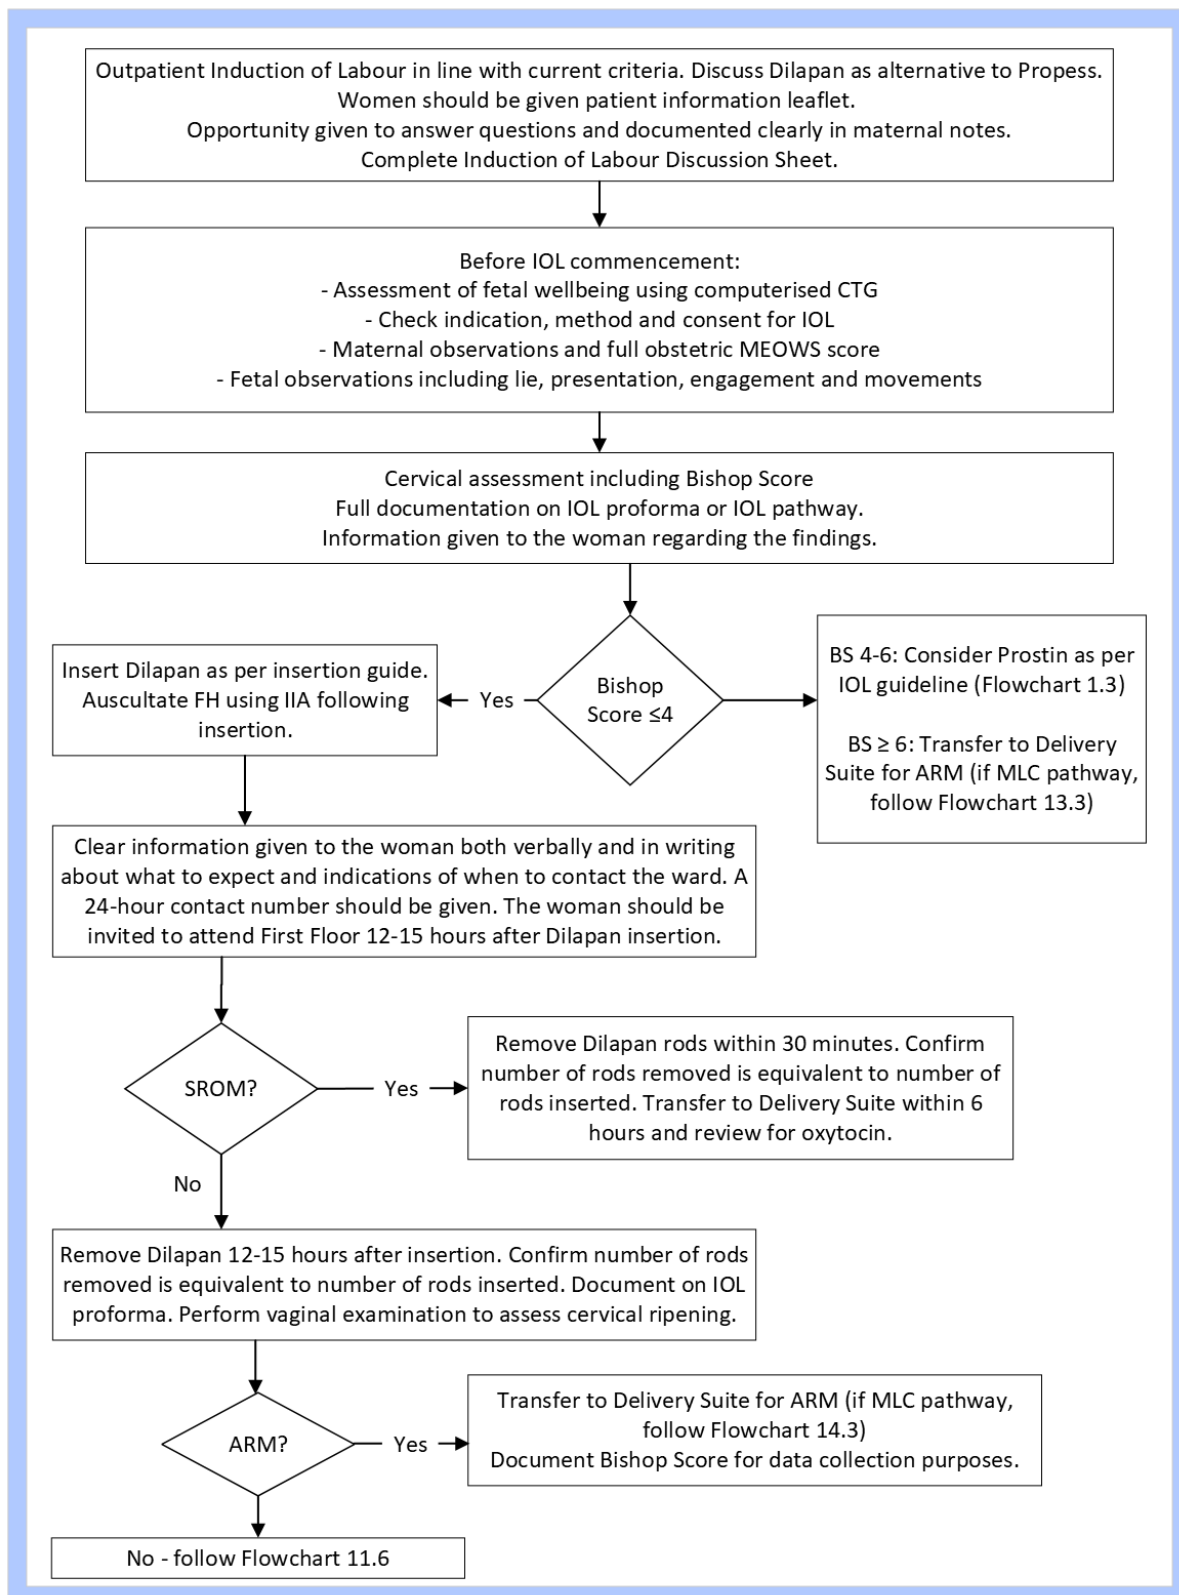 Outpatient Induction of Labour in line with current criteria. Discuss Dilapan as alternative to Propess.
Women should be given patient information leaflet.
Opportunity given to answer questions and documented clearly in maternal notes.
Complete Induction of Labour Discussion Sheet.
Before IOL commencement:
- Assessment of fetal wellbeing using computerised CTG
- Check indication, method and consent for IOL
- Maternal observations and full obstetric MEOWS score
- Fetal observations including lie, presentation, engagement and movements
Cervical assessment including Bishop Score
Full documentation on IOL proforma or IOL pathway.
Information given to the woman regarding the findings.
Bishop
Score ≤4
Yes
Insert Dilapan as per insertion guide.
Auscultate FH using IIA following
insertion.
BS 4-6: Consider Prostin as per
IOL guideline (Flowchart 1.3)
BS ≥ 6: Transfer to Delivery
Suite for ARM (if MLC pathway,
follow Flowchart 13.3)
Clear information given to the woman both verbally and in writing
about what to expect and indications of when to contact the ward. A
24-hour contact number should be given. The woman should be
invited to attend First Floor 12-15 hours after Dilapan insertion.
SROM?
Yes
Remove Dilapan rods within 30 minutes. Confirm
number of rods removed is equivalent to number of
rods inserted. Transfer to Delivery Suite within 6
hours and review for oxytocin.
No
Remove Dilapan 12-15 hours after insertion. Confirm number of rods
removed is equivalent to number of rods inserted. Document on IOL
proforma. Perform vaginal examination to assess cervical ripening.
ARM?
Yes
Transfer to Delivery Suite for ARM (if MLC pathway,
follow Flowchart 14.3)
Document Bishop Score for data collection purposes.
No - follow Flowchart 11.6